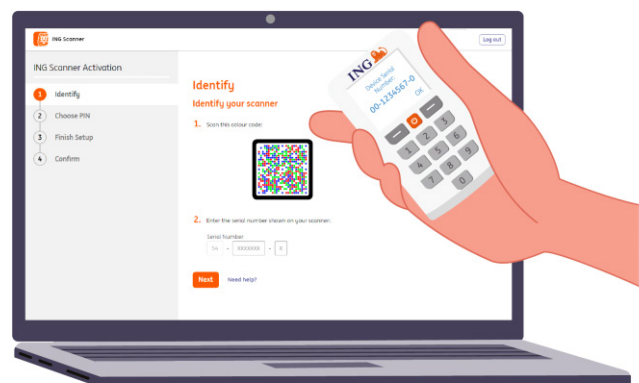 ING Scanner
Log out
ING Scanner Activation
1 Identify
2 Choose PIN
3 Finish Setup
4 Confirm
Identify
Identify your scanner
1. Scan this colour code:
2. Enter the serial number shown on your scanner:
Serial Number
- XXXXXXX - X
Next
Need help?
ING
Device Serial
Number:
00-1234567-0
OK
1 2 3
4 5 6
7 8 9
0